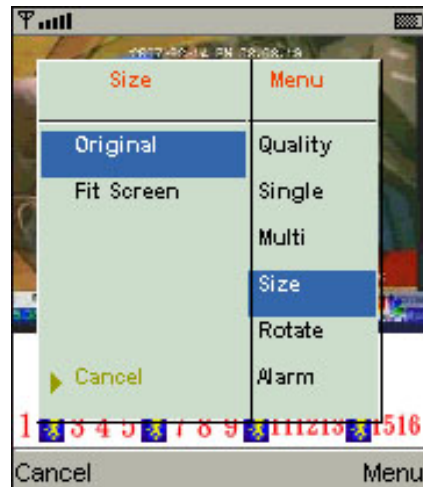 Size
Menu
Original
Fit Screen
Cancel
Quality
Single
Multi
Size
Rotate
Alarm
1 3 4 5 7 8 9 11 12 13 15 16
Cancel
Menu